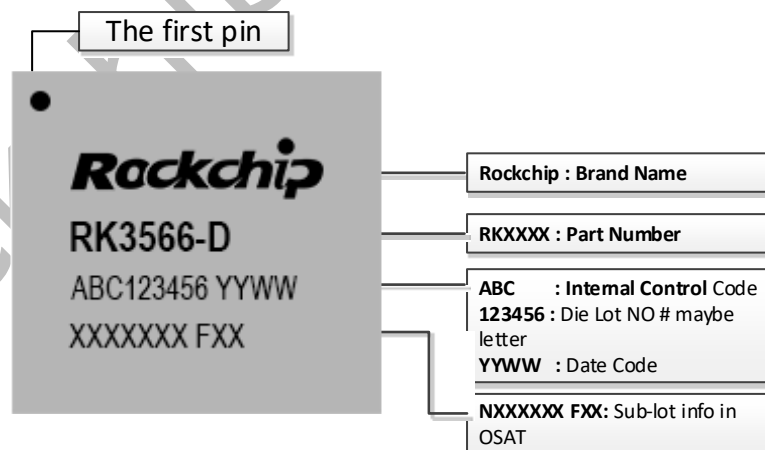 The first pin
Rockchip
RK3566-D
ABC123456 YYWW
XXXXXXX FXX
Rockchip : Brand Name
RKXXXX : Part Number
ABC : Internal Control Code
123456 : Die Lot NO # maybe
letter
YYWW : Date Code
NXXXXXX FXX: Sub-lot info in
OSAT